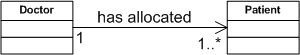 Doctor
has allocated
Patient
1
1..*